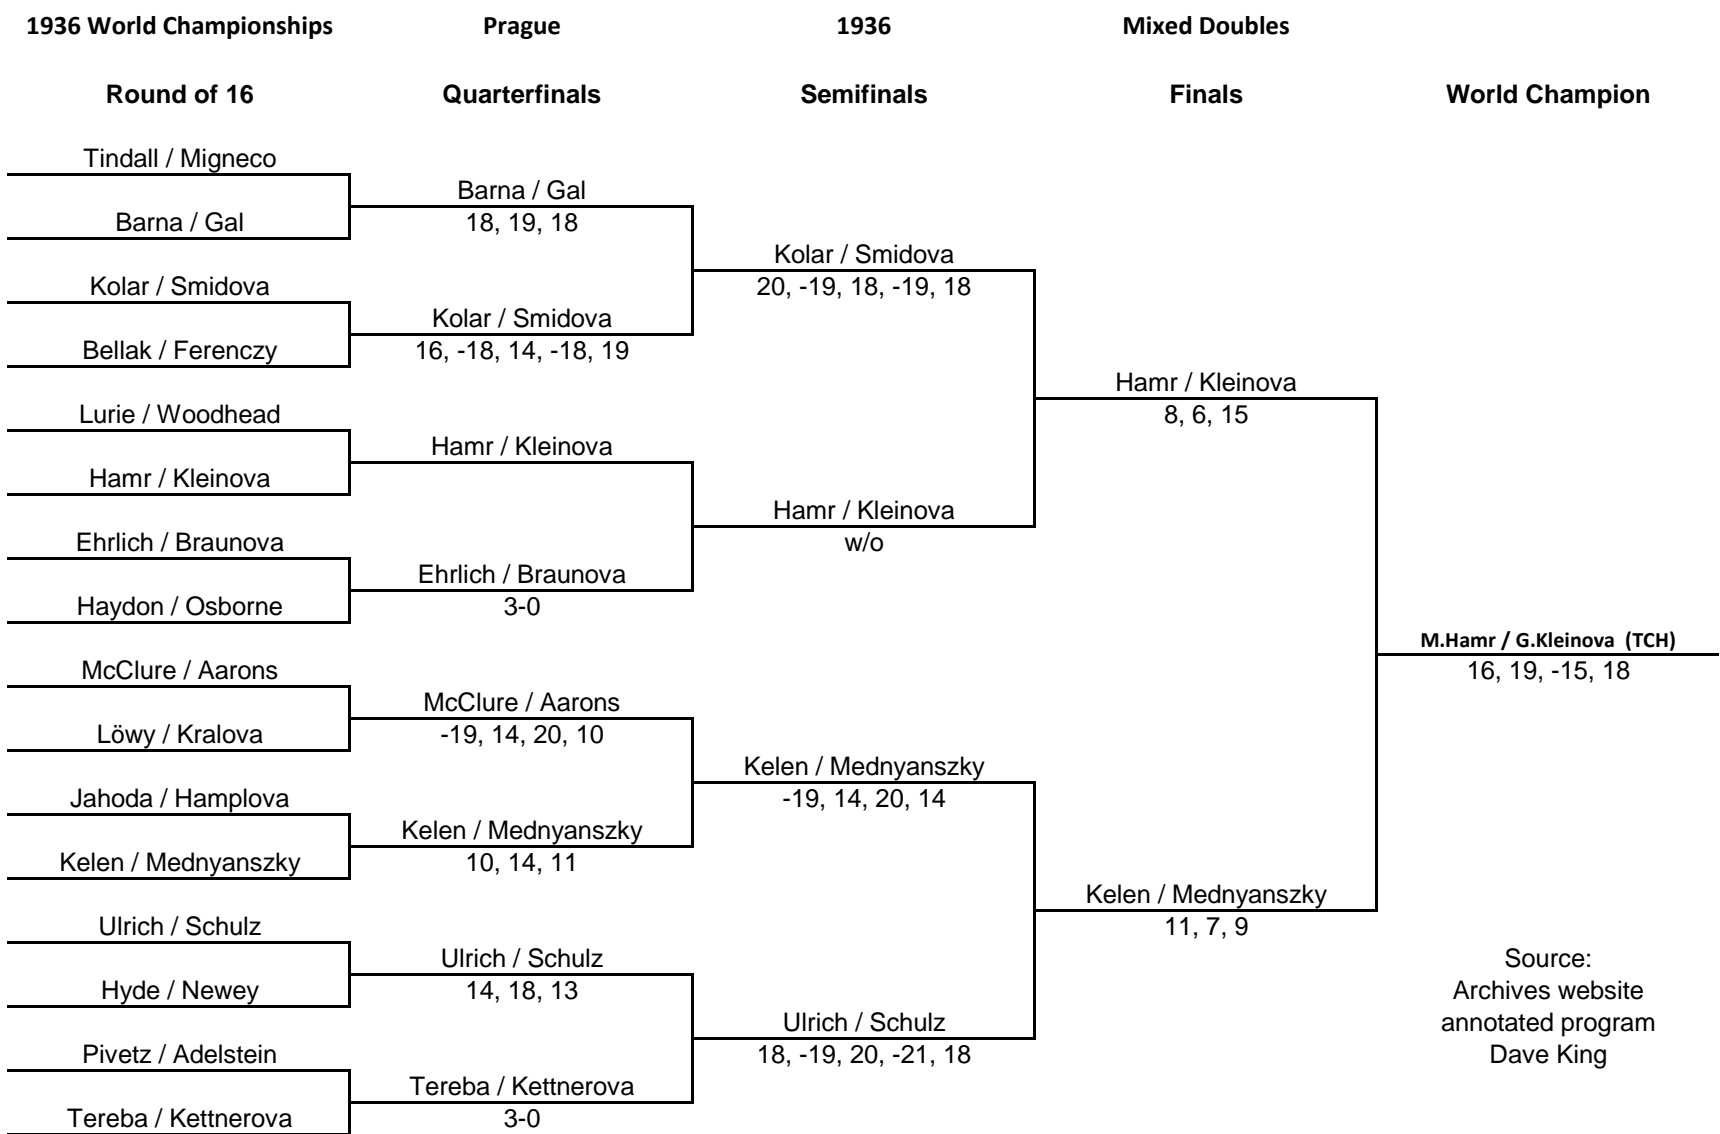 1936 World Championships Prague 1936 Mixed Doubles
Round of 16 Quarterfinals Semifinals Finals World Champion
Tindall / Migneco
Barna / Gal
Kolar / Smidova
Bellak / Ferenczy
Lurie / Woodhead
Hamr / Kleinova
Ehrlich / Braunova
Haydon / Osborne
McClure / Aarons
Löwy / Kralova
Jahoda / Hamplova
Kelen / Mednyanszky
Ulrich / Schulz
Hyde / Newey
Pivetz / Adelstein
Tereba / Kettnerova
Barna / Gal
18, 19, 18
Kolar / Smidova
16, -18, 14, -18, 19
Hamr / Kleinova
Ehrlich / Braunova
3-0
McClure / Aarons
-19, 14, 20, 10
Kelen / Mednyanszky
10, 14, 11
Ulrich / Schulz
14, 18, 13
Tereba / Kettnerova
3-0
Kolar / Smidova
20, -19, 18, -19, 18
Hamr / Kleinova
w/o
Kelen / Mednyanszky
-19, 14, 20, 14
Ulrich / Schulz
18, -19, 20, -21, 18
Hamr / Kleinova
8, 6, 15
Kelen / Mednyanszky
11, 7, 9
M.Hamr / G.Kleinova (TCH)
16, 19, -15, 18
Source:
Archives website
annotated program
Dave King